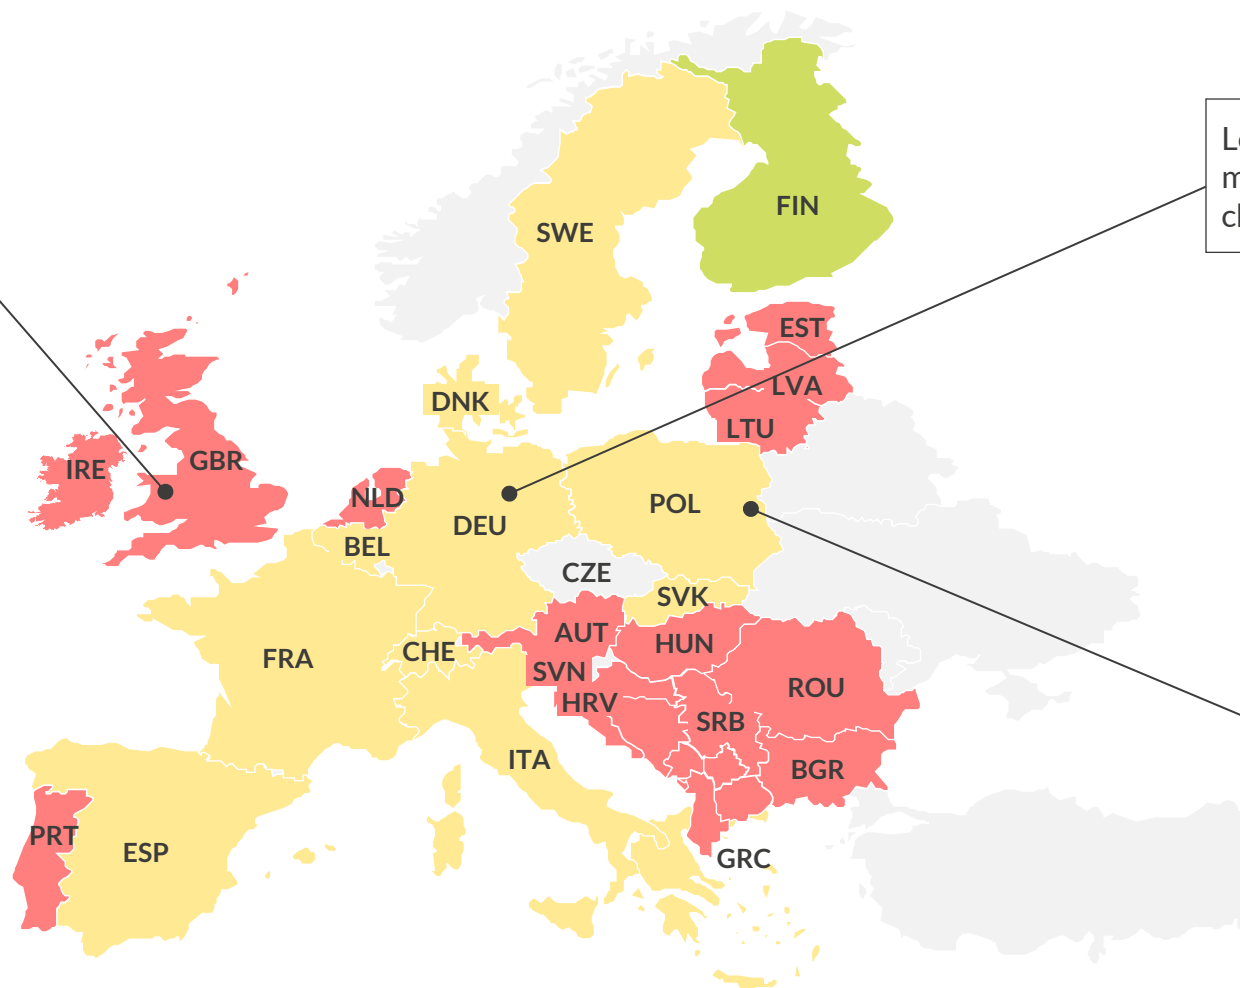 FIN
SWE
EST
LVA
DNK
LTU
IRE
GBR
NLD
POL
DEU
BEL
CZE
SVK
AUT
HUN
CHE
FRA
SVN
ROU
HRV
SRB
ITA
BGR
PRT
ESP
GRC